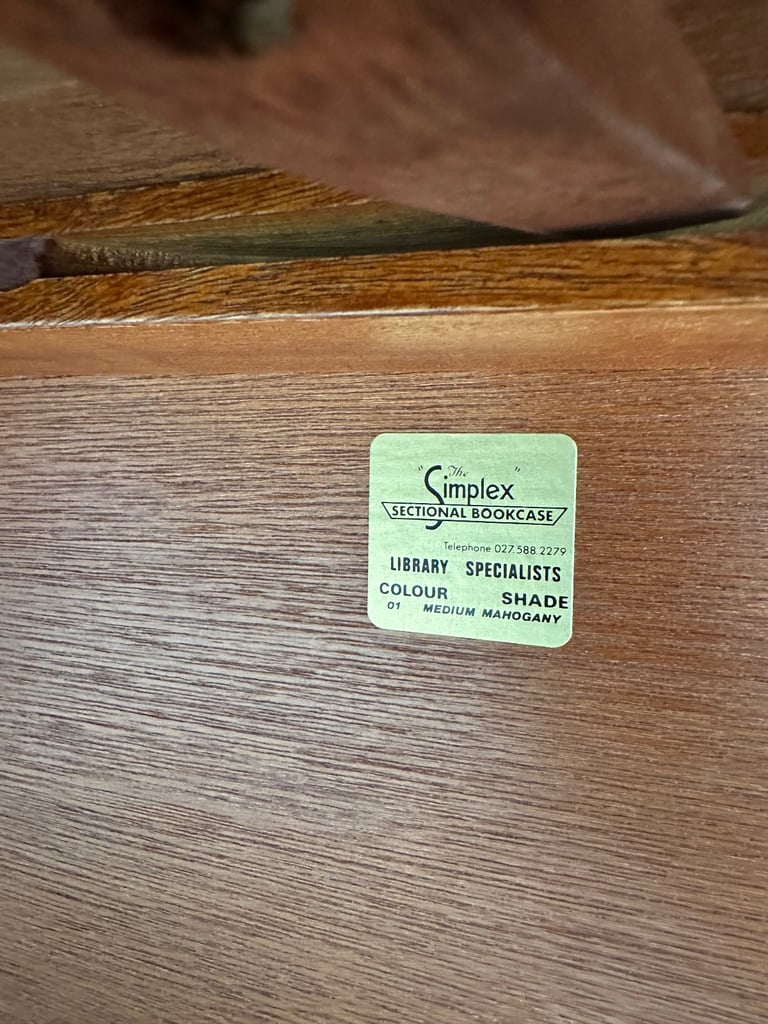 "The
Simplex"
SECTIONAL BOOKCASE
Telephone 027.588 2279
LIBRARY SPECIALISTS
COLOUR SHADE
01 MEDIUM MAHOGANY